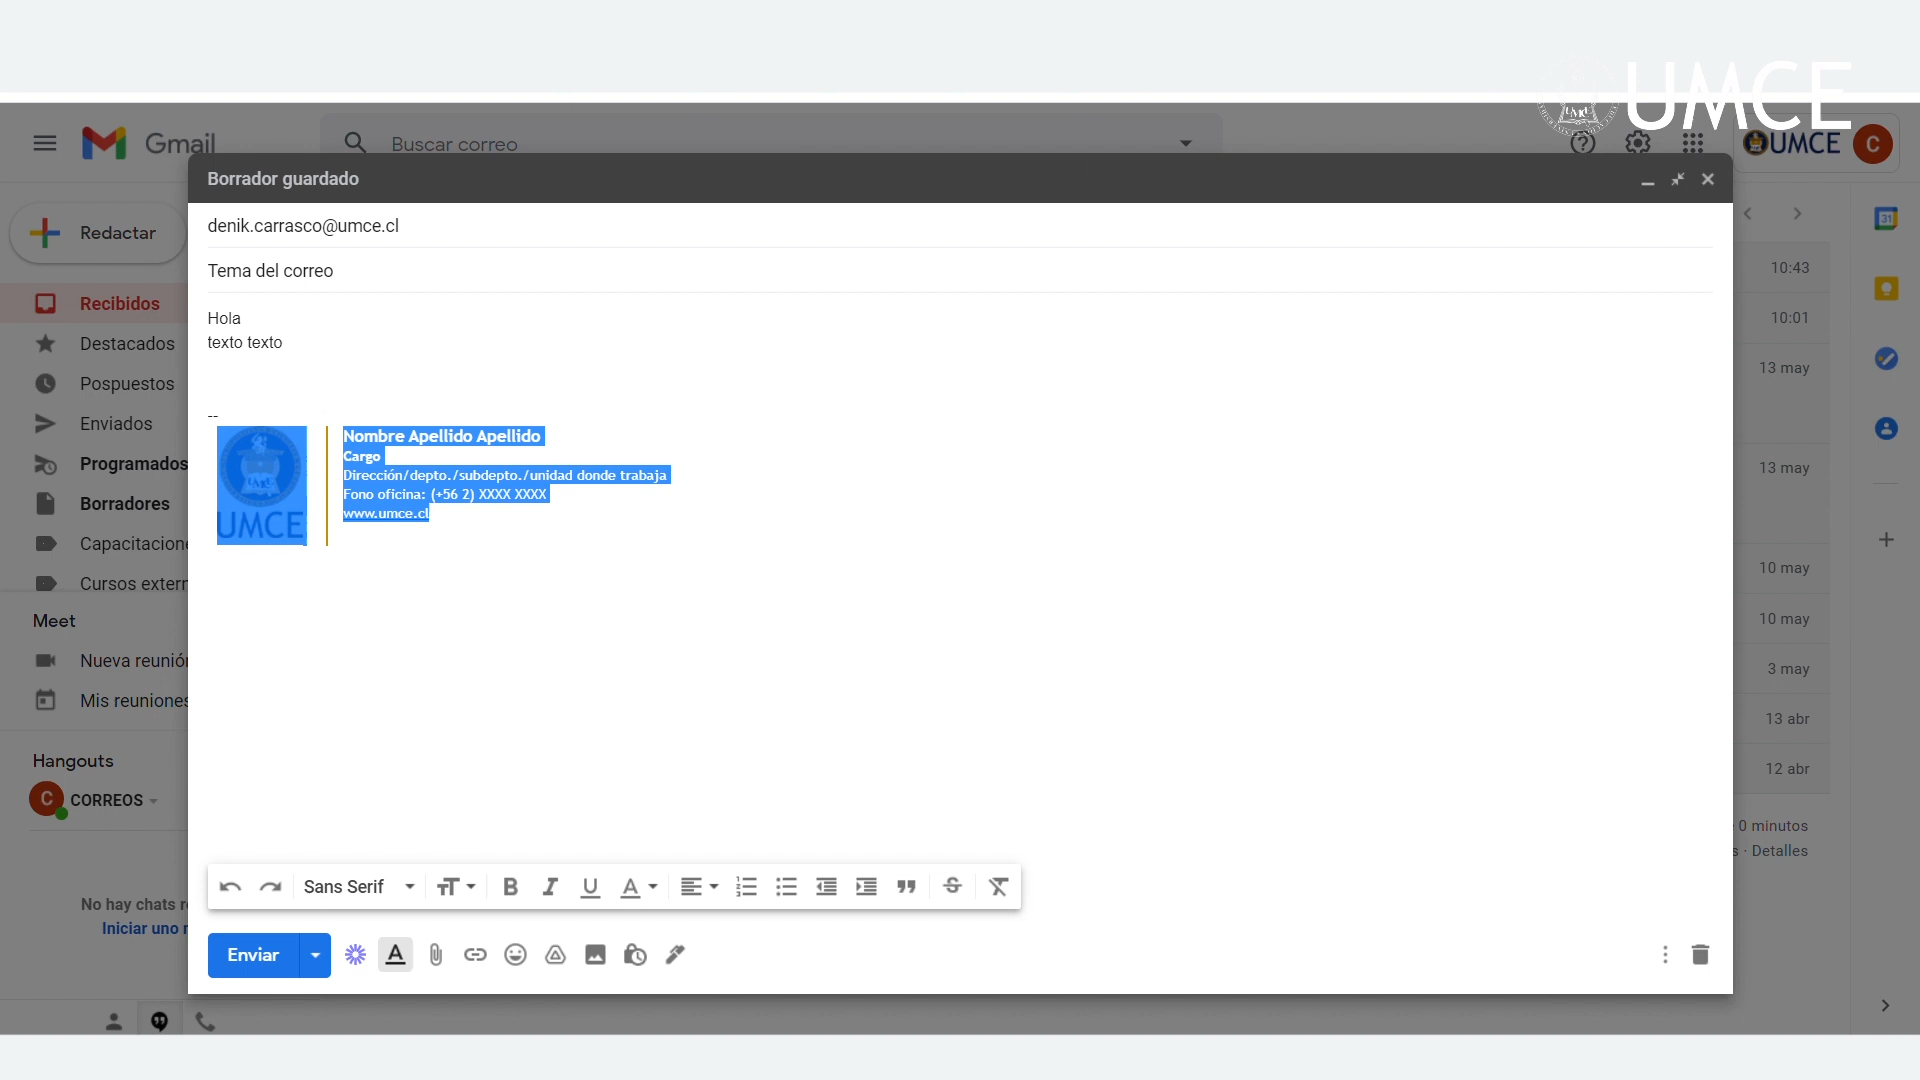 UMCE
Gmail
Buscar correo
UMCE
C
Borrador guardado
denik.carrasco@umce.cl
Tema del correo
Hola
texto texto
--
UMCE
Nombre Apellido Apellido
Cargo
Dirección/depto./subdepto./unidad donde trabaja
Fono oficina: (+56 2) XXXX XXXX
www.umce.cl
Redactar
Recibidos
Destacados
Pospuestos
Enviados
Programados
Borradores
Capacitacione
Cursos extern
Meet
Nueva reunión
Mis reuniones
Hangouts
C
CORREOS
No hay chats r
Iniciar uno
10:43
10:01
13 may
13 may
10 may
10 may
3 may
13 abr
12 abr
0 minutos
s · Detalles
31
Sans Serif
Enviar